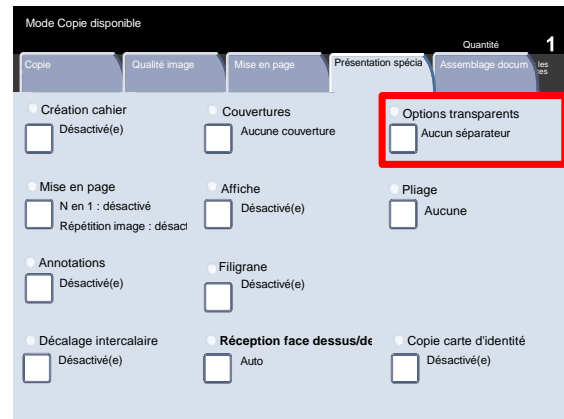 Mode Copie disponible
Quantité
1
Copie
Qualité image
Mise en page
Présentation spécia
Assemblage docum
les
Création cahier
Désactivé(e)
Couvertures
Aucune couverture
Options transparents
Aucun séparateur
Mise en page
N en 1 : désactivé
Répétition image : désact
Affiche
Désactivé(e)
Pliage
Aucune
Annotations
Désactivé(e)
Filigrane
Désactivé(e)
Décalage intercalaire
Désactivé(e)
Réception face dessus/de
Auto
Copie carte d'identité
Désactivé(e)